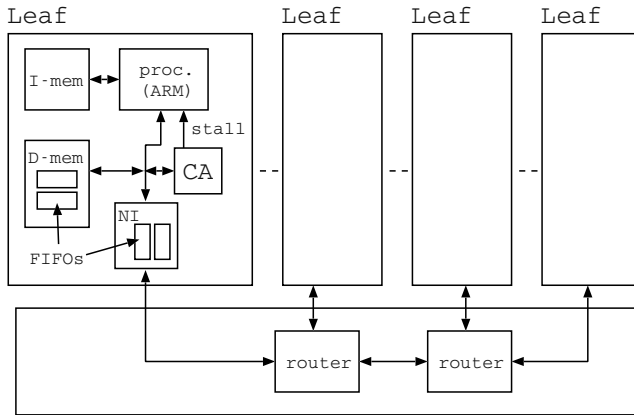 Leaf
Leaf
Leaf
Leaf
I-mem
proc.
(ARM)
stall
D-mem
CA
NI
FIFOs
router
router